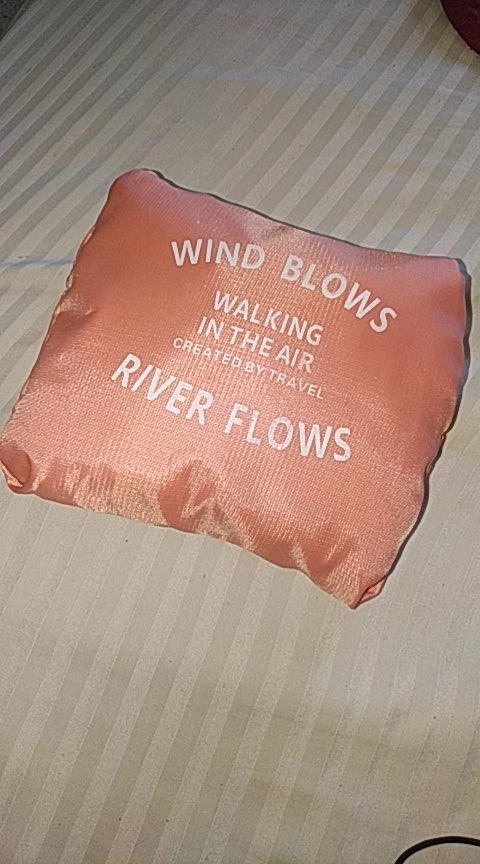 WIND BLOWS
WALKING
IN THE AIR
CREATED BY TRAVEL
RIVER FLOWS